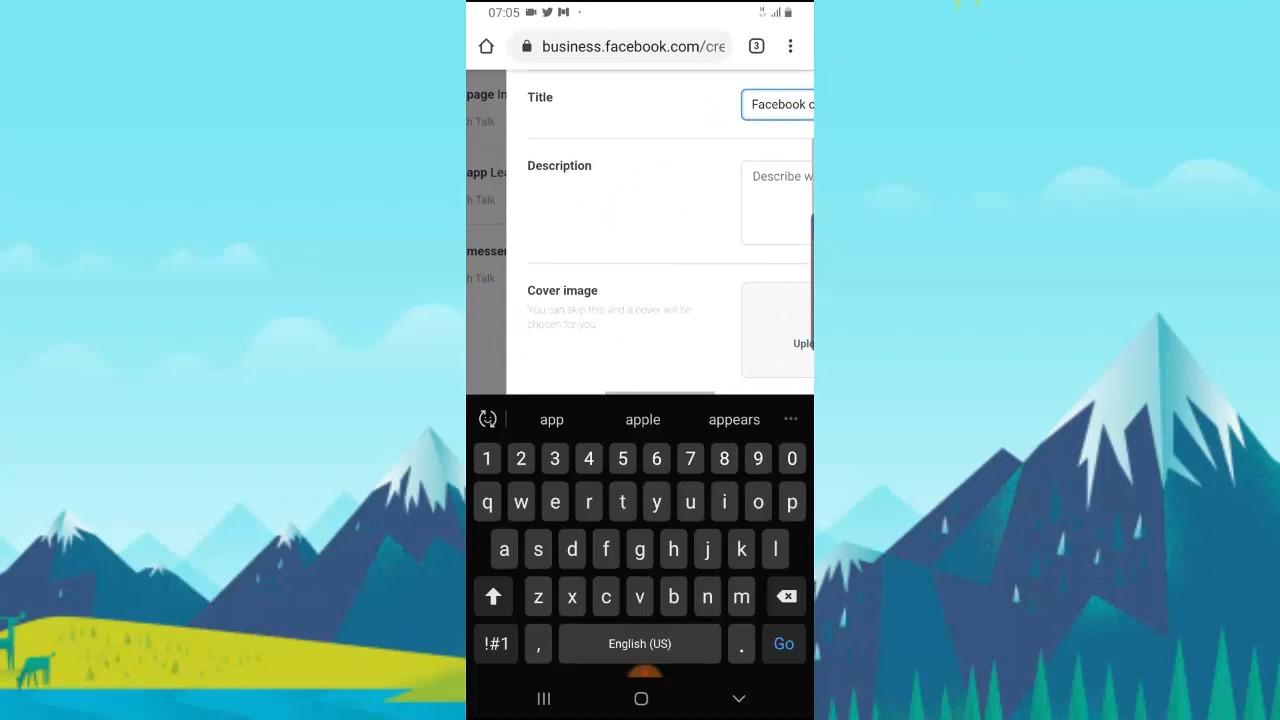 07:05
business.facebook.com/cre
3
page In
h Talk
app Lea
h Talk
messen
h Talk
Title
Facebook c
Description
Describe w
Cover image
You can skip this and a cover will be
chosen for you
Uplo
app apple appears
1 2 3 4 5 6 7 8 9 0
q w e r t y u i o p
a s d f g h j k l
z x c v b n m
!#1 , English (US) . Go